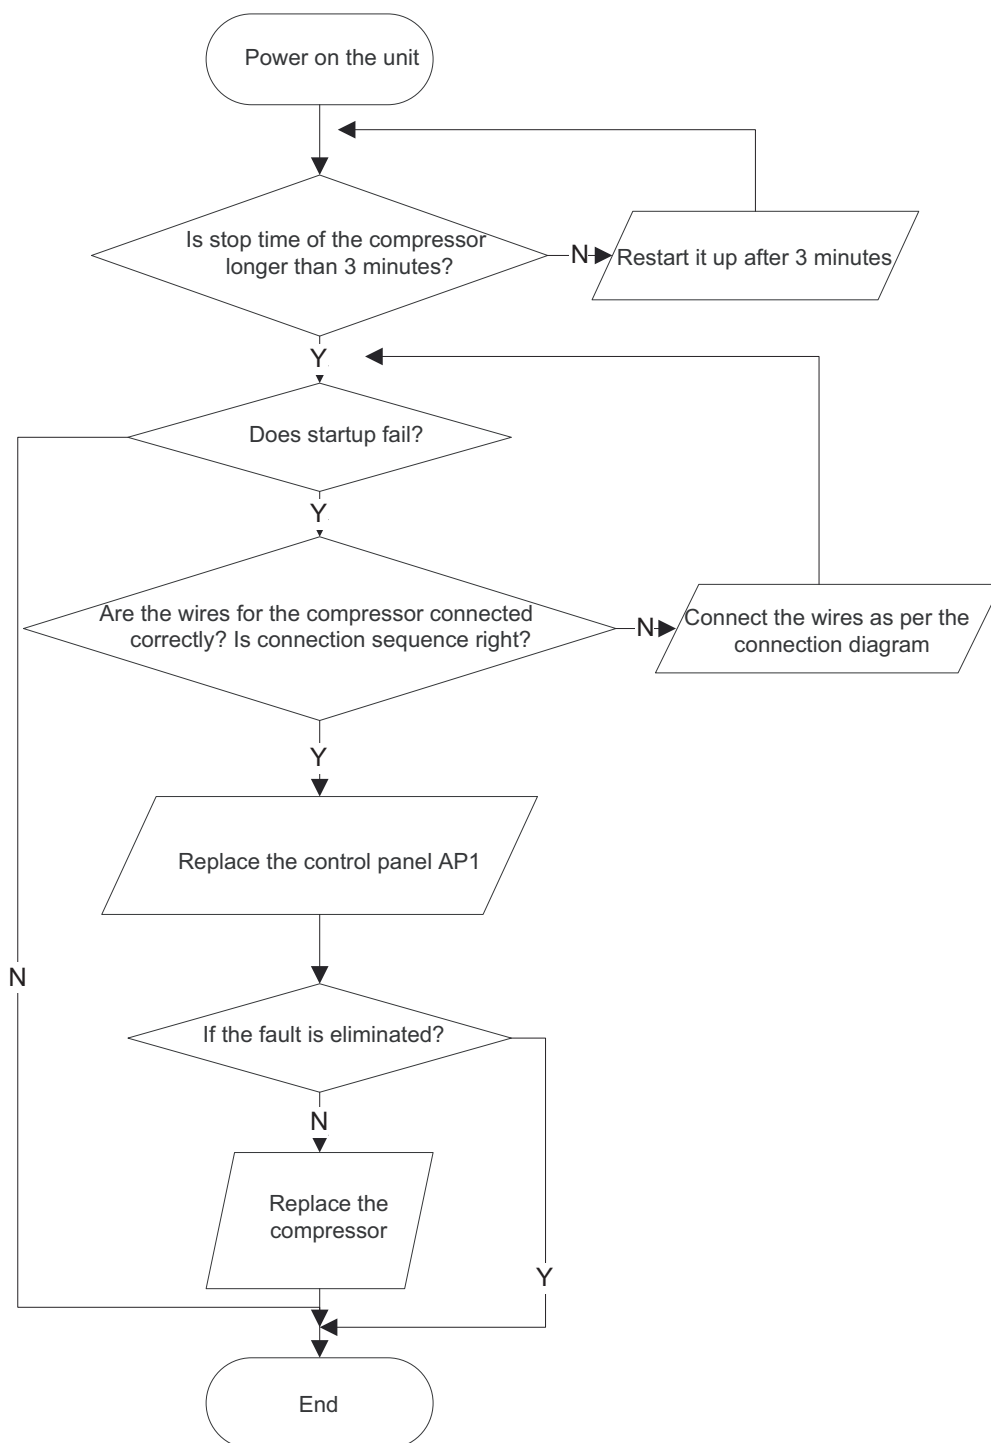 Power on the unit
Is stop time of the compressor
longer than 3 minutes?
N
Restart it up after 3 minutes
Y
Does startup fail?
Y
Are the wires for the compressor connected
correctly? Is connection sequence right?
N
Connect the wires as per the
connection diagram
Y
Replace the control panel AP1
N
If the fault is eliminated?
N
Replace the
compressor
Y
End